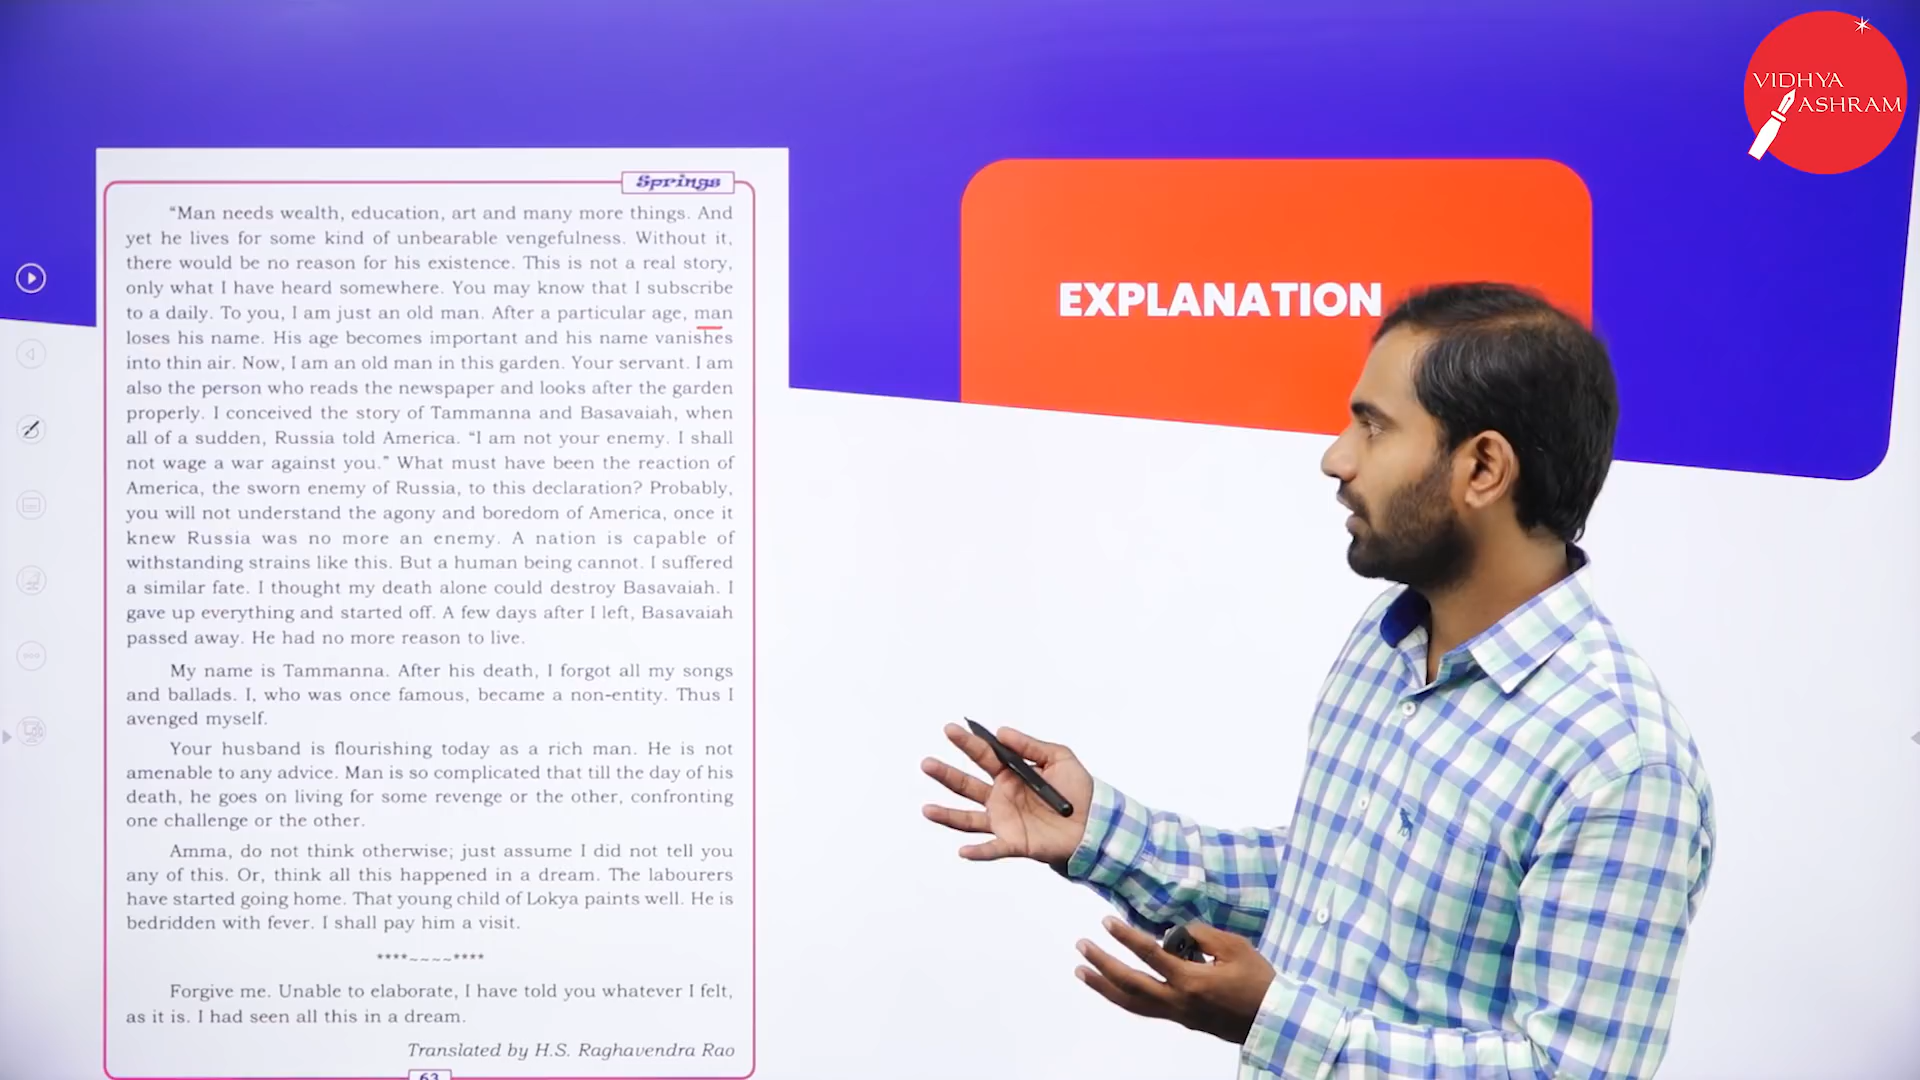 VIDHYA
ASHRAM
Springs
“Man needs wealth, education, art and many more things. And
yet he lives for some kind of unbearable vengefulness. Without it,
there would be no reason for his existence. This is not a real story,
only what I have heard somewhere. You may know that I subscribe
to a daily. To you, I am just an old man. After a particular age, man
loses his name. His age becomes important and his name vanishes
into thin air. Now, I am an old man in this garden. Your servant. I am
also the person who reads the newspaper and looks after the garden
properly. I conceived the story of Tammanna and Basavaiah, when
all of a sudden, Russia told America. “I am not your enemy. I shall
not wage a war against you.” What must have been the reaction of
America, the sworn enemy of Russia, to this declaration? Probably,
you will not understand the agony and boredom of America, once it
knew Russia was no more an enemy. A nation is capable of
withstanding strains like this. But a human being cannot. I suffered
a similar fate. I thought my death alone could destroy Basavaiah. I
gave up everything and started off. A few days after I left, Basavaiah
passed away. He had no more reason to live.
My name is Tammanna. After his death, I forgot all my songs
and ballads. I, who was once famous, became a non-entity. Thus I
avenged myself.
Your husband is flourishing today as a rich man. He is not
amenable to any advice. Man is so complicated that till the day of his
death, he goes on living for some revenge or the other, confronting
one challenge or the other.
Amma, do not think otherwise; just assume I did not tell you
any of this. Or, think all this happened in a dream. The labourers
have started going home. That young child of Lokya paints well. He is
bedridden with fever. I shall pay him a visit.
****~~~~****
Forgive me. Unable to elaborate, I have told you whatever I felt,
as it is. I had seen all this in a dream.
Translated by H.S. Raghavendra Rao
63
EXPLANATION